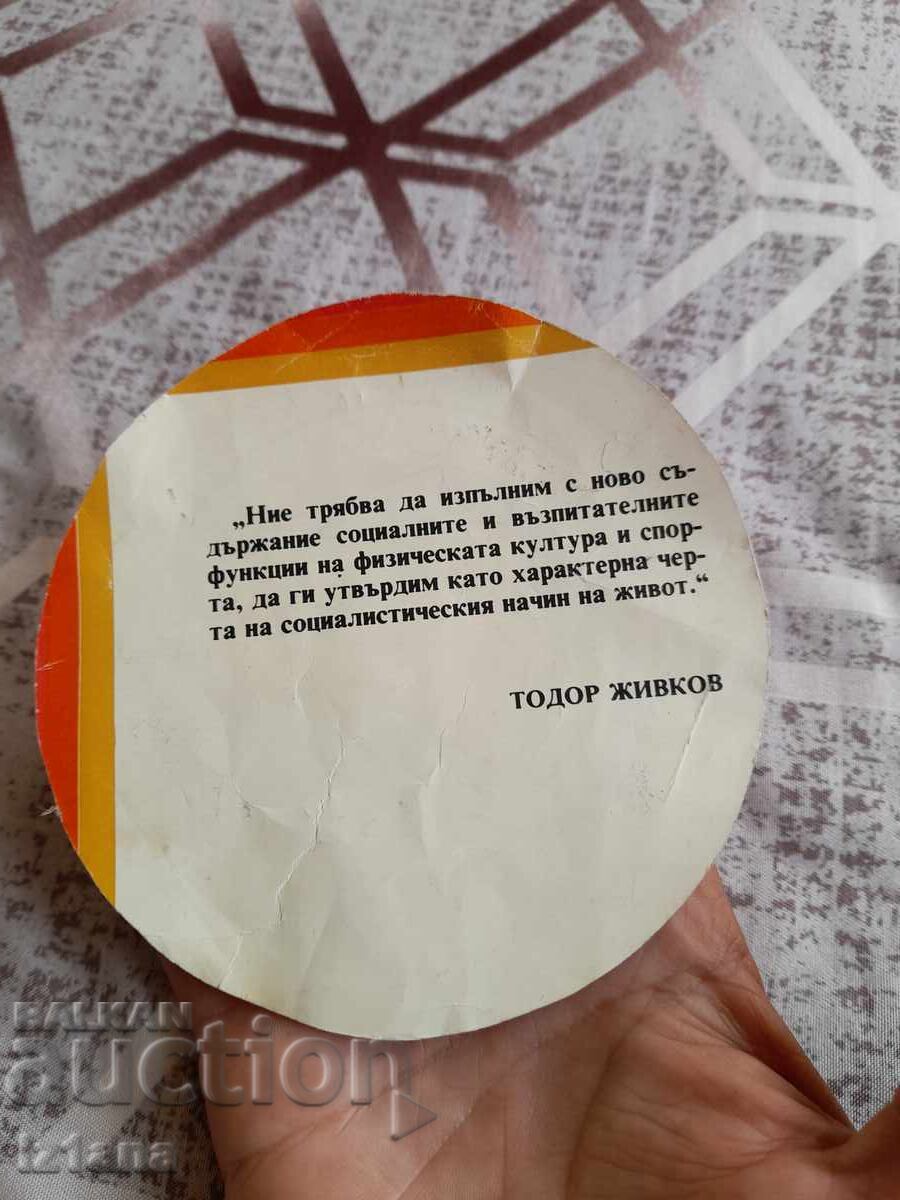 „Ние трябва да изпълним с ново съ-
държание социалните и възпитателните
функции на физическата култура и спор-
та, да ги утвърдим като характерна чер-
та на социалистическия начин на живот.“
ТОДОР ЖИВКОВ
BALKAN
auction
iz1ana